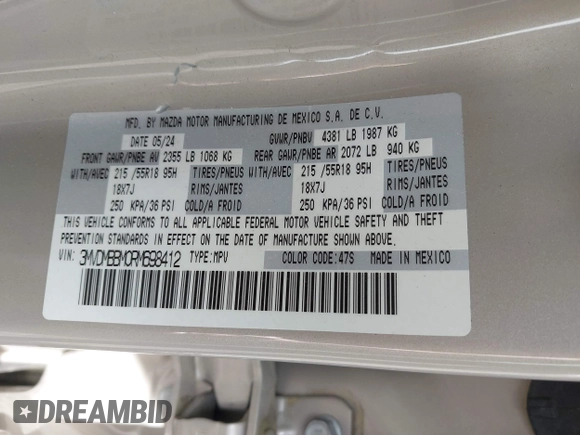 MFD. BY MAZDA MOTOR MANUFACTURING DE MEXICO S.A. DE C.V.
DATE 05/24 GVWR/PNBV 4381 LB 1987 KG
FRONT GAWR/PNBE AV 2355 LB 1068 KG REAR GAWR/PNBE AR 2072 LB 940 KG
WITH/AVEC 215 /55R18 95H TIRES/PNEUS WITH/AVEC 215 /55R18 95H TIRES/PNEUS
18X7J RIMS/JANTES 18X7J RIMS/JANTES
250 KPA/36 PSI COLD/A FROID 250 KPA/36 PSI COLD/A FROID
THIS VEHICLE CONFORMS TO ALL APPLICABLE FEDERAL MOTOR VEHICLE SAFETY AND THEFT
PREVENTION STANDARDS IN EFFECT ON THE DATE OF MANUFACTURE SHOWN ABOVE.
VIN: 3MVDMBBM0RM698412 TYPE:MPV COLOR CODE:47S MADE IN MEXICO
DREAMBID